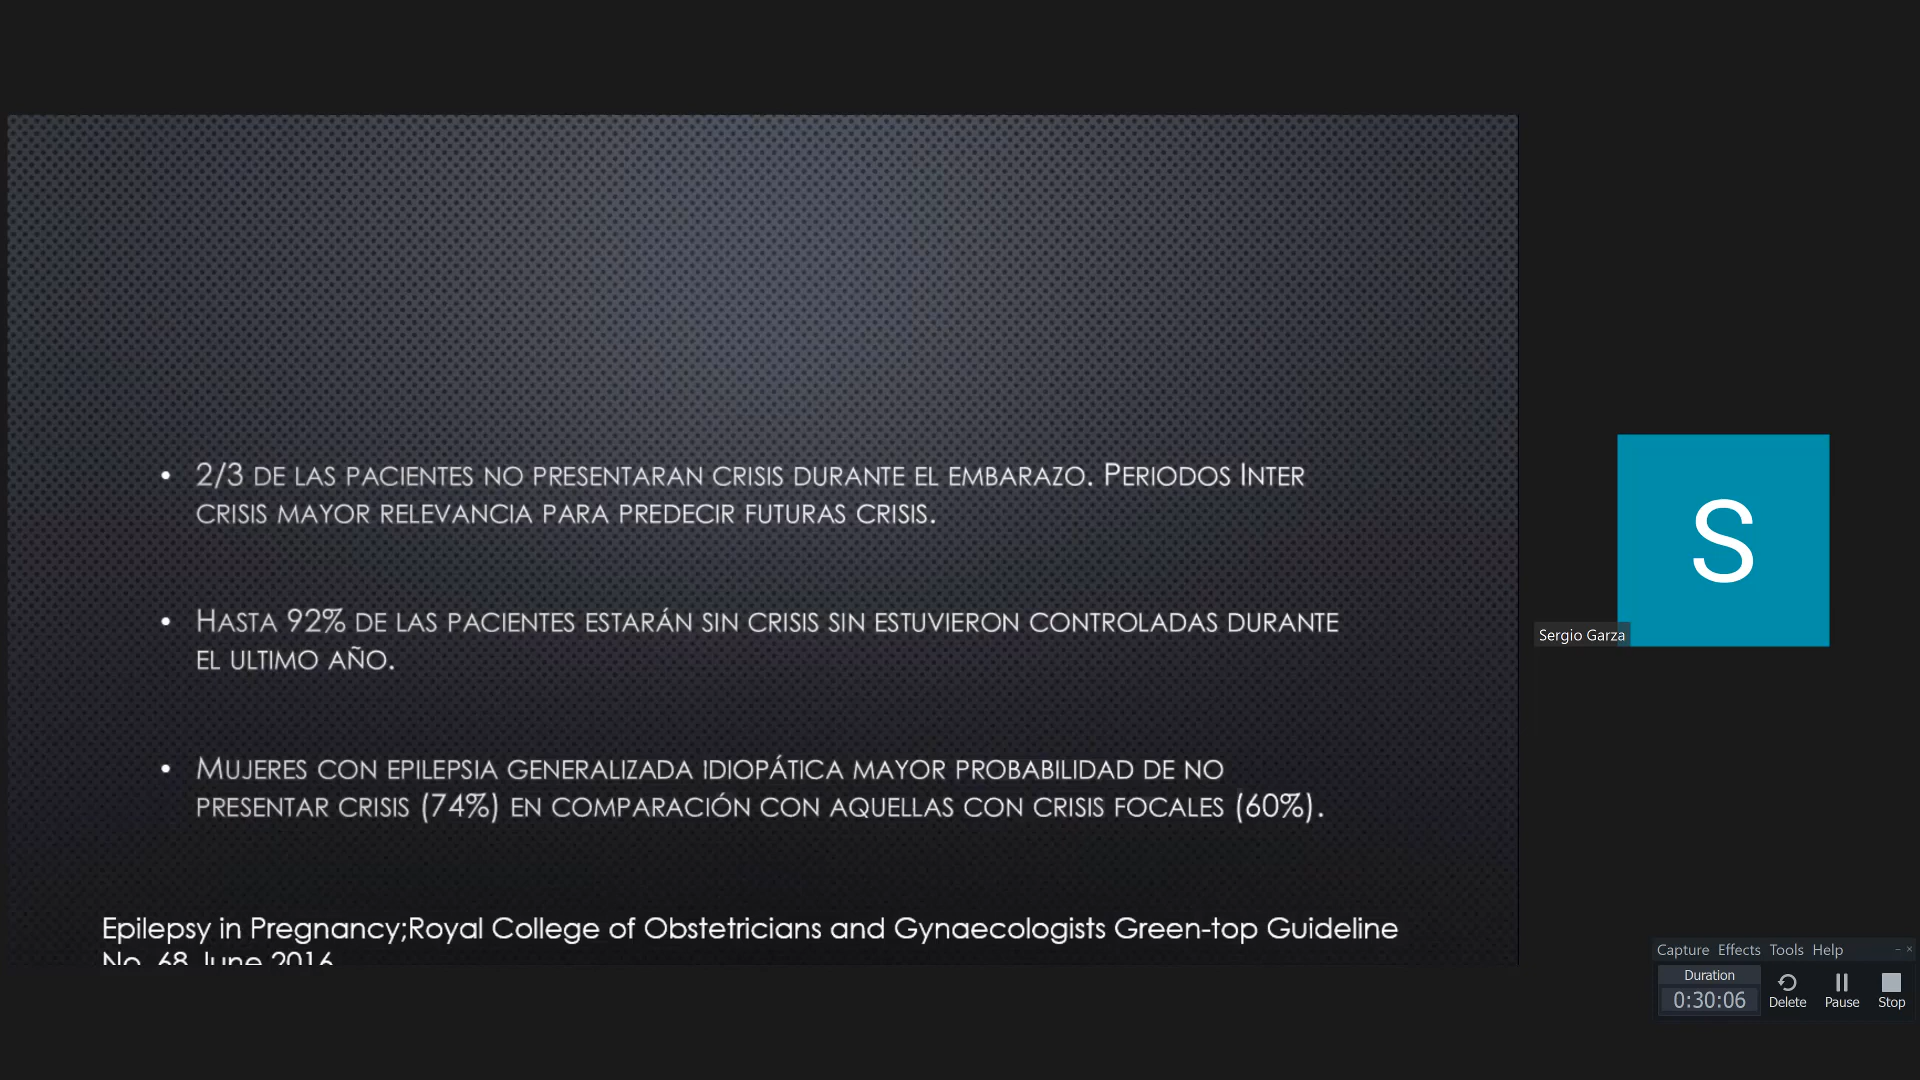 • 2/3 DE LAS PACIENTES NO PRESENTARAN CRISIS DURANTE EL EMBARAZO. PERIODOS INTER
CRISIS MAYOR RELEVANCIA PARA PREDECIR FUTURAS CRISIS.
• HASTA 92% DE LAS PACIENTES ESTARÁN SIN CRISIS SIN ESTUVIERON CONTROLADAS DURANTE
EL ULTIMO AÑO.
• MUJERES CON EPILEPSIA GENERALIZADA IDIOPÁTICA MAYOR PROBABILIDAD DE NO
PRESENTAR CRISIS (74%) EN COMPARACIÓN CON AQUELLAS CON CRISIS FOCALES (60%).
Epilepsy in Pregnancy;Royal College of Obstetricians and Gynaecologists Green-top Guideline
No. 68 June 2016
S
Sergio Garza
Capture Effects Tools Help
Duration
0:30:06
Delete Pause Stop